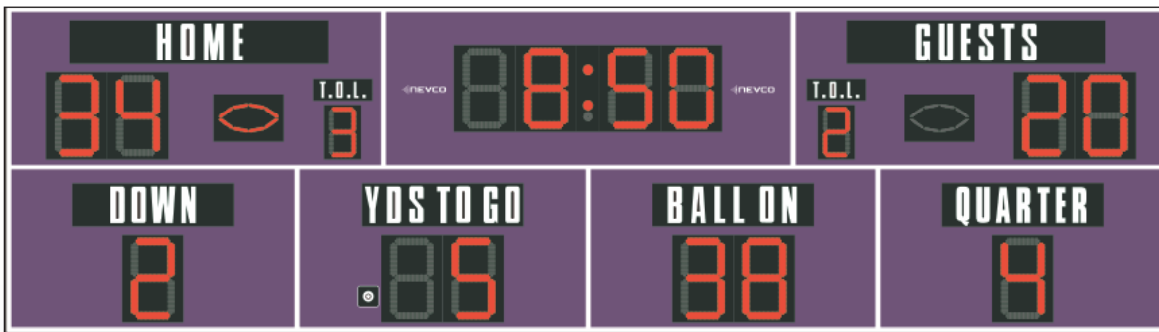 HOME
34
T.O.L.
3
NEVCO
8:50
NEVCO
GUESTS
T.O.L.
2
20
DOWN
2
YDS TO GO
5
BALL ON
38
QUARTER
4